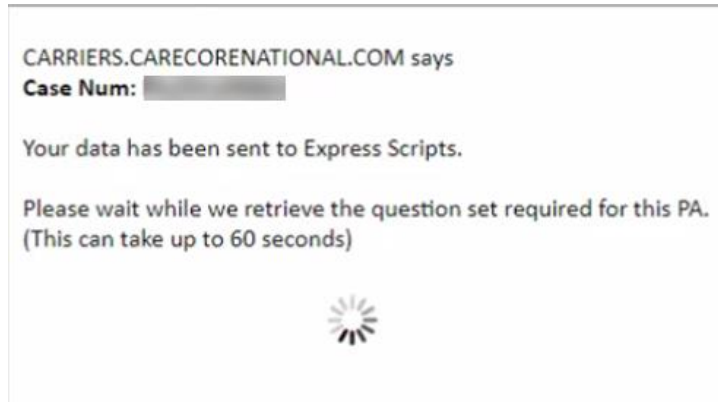 CARRIERS.CARECORENATIONAL.COM says
Case Num:
Your data has been sent to Express Scripts.
Please wait while we retrieve the question set required for this PA.
(This can take up to 60 seconds)